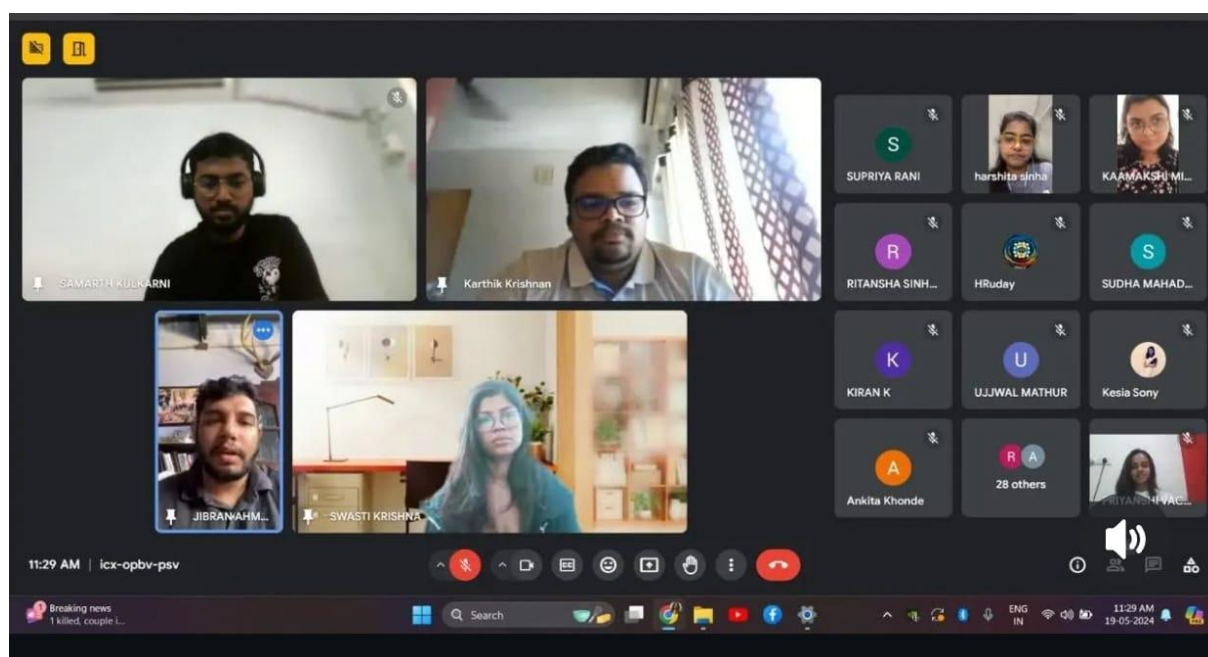 SAMARTH KULKARNI
Karthik Krishnan
JIBRAN AHM...
SWASTI KRISHNA
S
SUPRIYA RANI
harshita sinha
KAAMAKSHI MI...
R
RITANSHA SINH...
HRuday
S
SUDHA MAHAD...
K
KIRAN K
U
UJJWAL MATHUR
Kesia Sony
A
Ankita Khonde
R A
28 others
PRIYANSHI VAC...
11:29 AM | icx-opbv-psv
CC
1
Breaking news
1 killed, couple i...
Search
ENG
IN
11:29 AM
19-05-2024